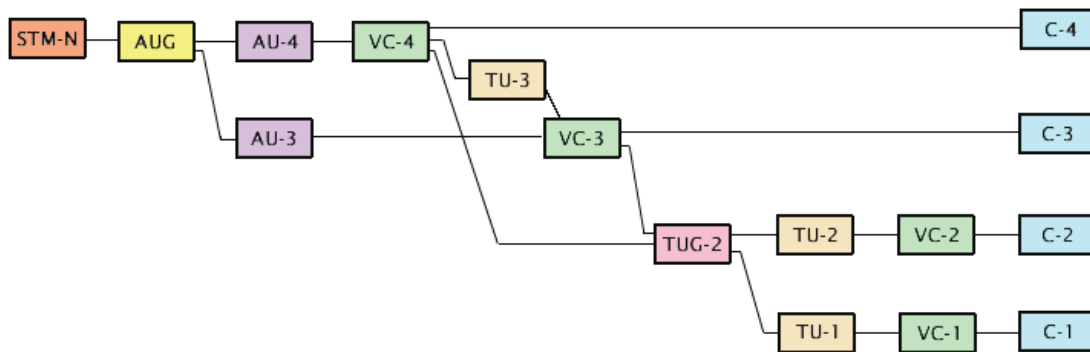 STM-N
AUG
AU-4
VC-4
C-4
TU-3
AU-3
VC-3
C-3
TUG-2
TU-2
VC-2
C-2
TU-1
VC-1
C-1